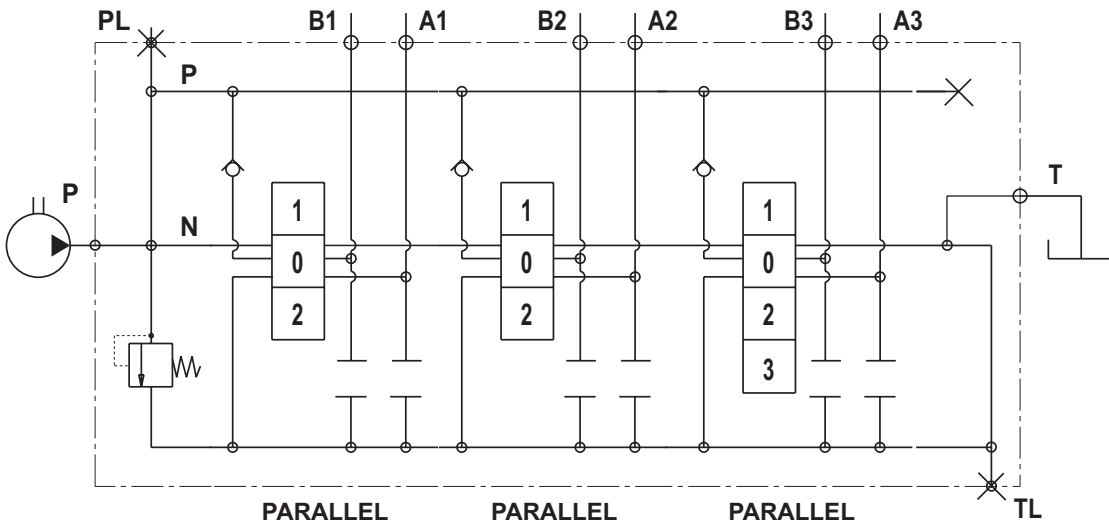 PL B1 A1 B2 A2 B3 A3
P
P N T
1 1 1
0 0 0
2 2 2
3
TL
PARALLEL PARALLEL PARALLEL